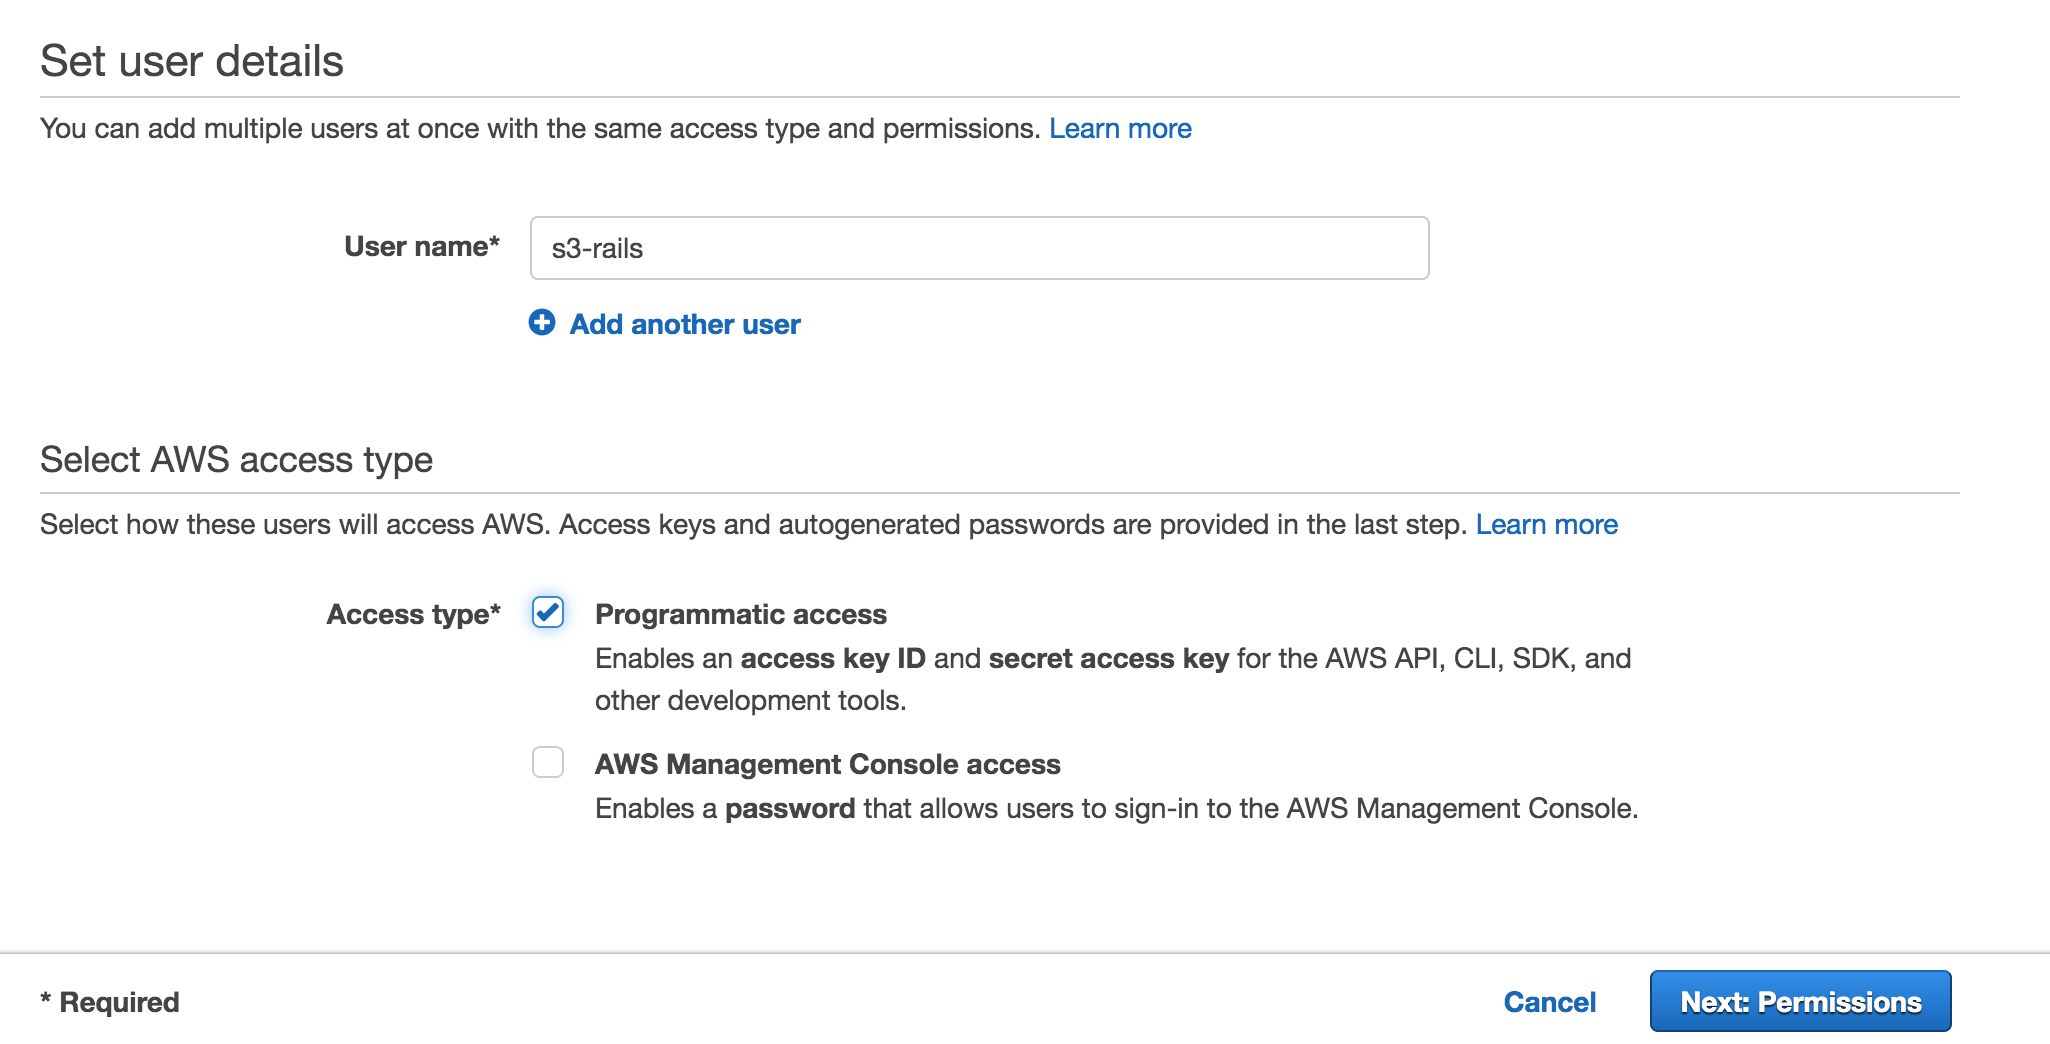 Set user details
You can add multiple users at once with the same access type and permissions. Learn more
User name* s3-rails
Add another user
Select AWS access type
Select how these users will access AWS. Access keys and autogenerated passwords are provided in the last step. Learn more
Access type* Programmatic access
Enables an access key ID and secret access key for the AWS API, CLI, SDK, and
other development tools.
AWS Management Console access
Enables a password that allows users to sign-in to the AWS Management Console.
* Required Cancel Next: Permissions